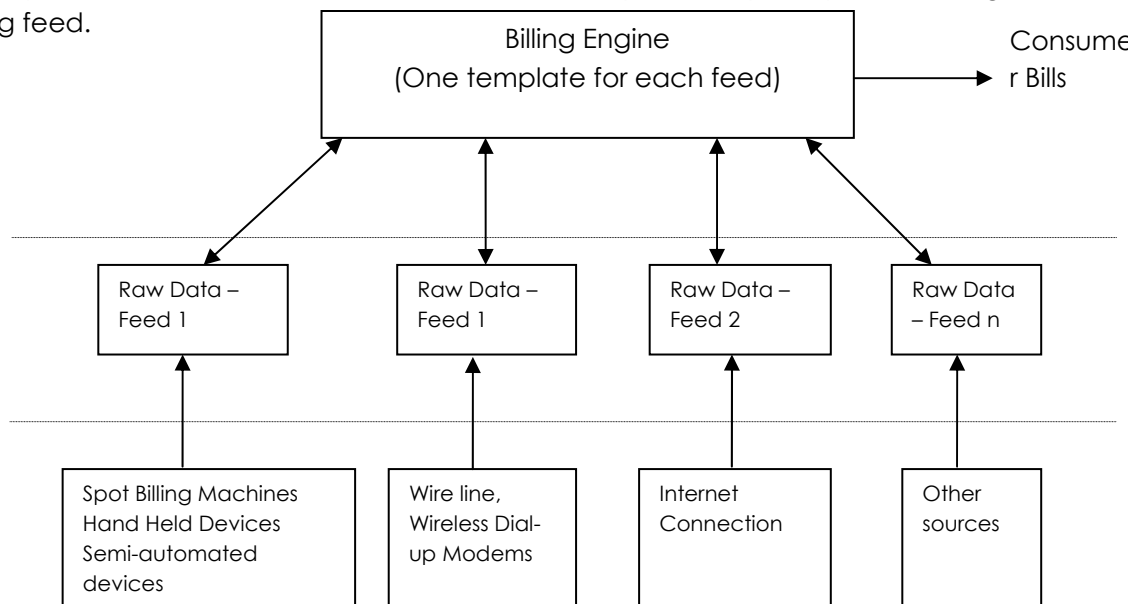 g feed.
Billing Engine
(One template for each feed)
Consume
r Bills
Raw Data –
Feed 1
Raw Data –
Feed 1
Raw Data –
Feed 2
Raw Data
– Feed n
Spot Billing Machines
Hand Held Devices
Semi-automated
devices
Wire line,
Wireless Dial-
up Modems
Internet
Connection
Other
sources